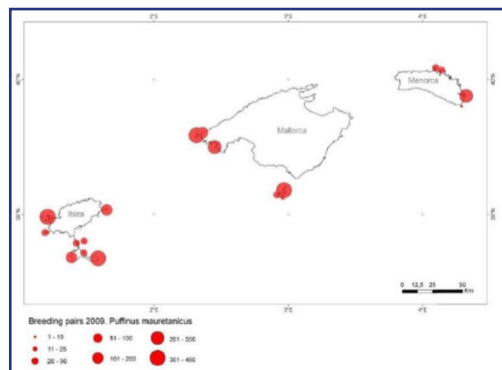 2°E 3°E 4°E
40°N 40°N
Menorca
Mallorca
Ibiza
39°N 39°N
0 12,5 25 50
Km
2°E 3°E 4°E
Breeding pairs 2009. Puffinus mauretanicus
1 - 10 51 - 100 201 - 300
11 - 25 101 - 200 301 -
26 - 50